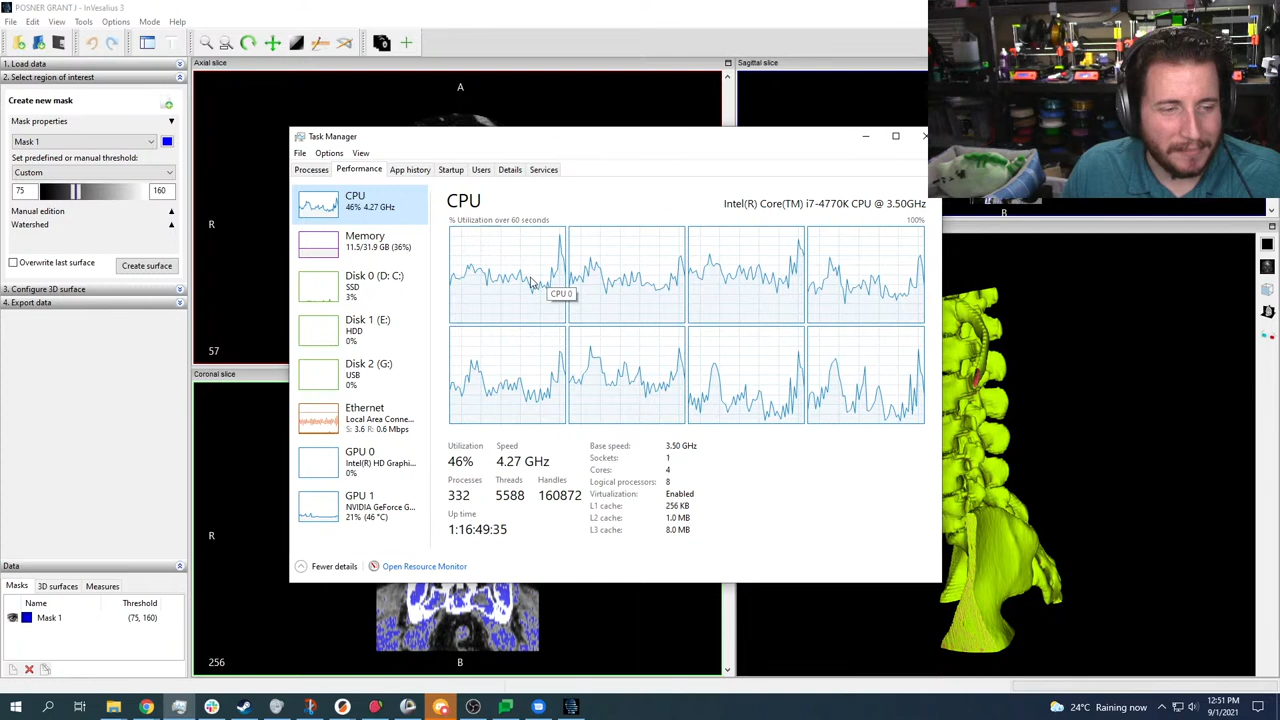 POSNER GRANT J - InVesalius 3
File Edit View Tools Options Mode Help
1. Load data
2. Select region of interest
Create new mask
Mask properties
Mask 1
Set predefined or manual threshold:
Custom
75 160
Manual edition
Watershed
Overwrite last surface Create surface
3. Configure 3D surface
4. Export data
Data
Masks 3D surfaces Measures
Name Threshold
Mask 1 (75, 160)
Axial slice
A
R
57
Coronal slice
R
256
B
Sagittal slice
R
Task Manager
File Options View
Processes Performance App history Startup Users Details Services
CPU
46% 4.27 GHz
Memory
11.5/31.9 GB (36%)
Disk 0 (D: C:)
SSD
3%
Disk 1 (E:)
HDD
0%
Disk 2 (G:)
USB
0%
Ethernet
Local Area Conne...
S: 3.6 R: 0.6 Mbps
GPU 0
Intel(R) HD Graphi...
0%
GPU 1
NVIDIA GeForce G...
21% (46 °C)
CPU Intel(R) Core(TM) i7-4770K CPU @ 3.50GHz
% Utilization over 60 seconds 100%
CPU 0
Utilization Speed
46% 4.27 GHz
Processes Threads Handles
332 5588 160872
Up time
1:16:49:35
Base speed: 3.50 GHz
Sockets: 1
Cores: 4
Logical processors: 8
Virtualization: Enabled
L1 cache: 256 KB
L2 cache: 1.0 MB
L3 cache: 8.0 MB
Fewer details Open Resource Monitor
24°C Raining now
12:51 PM
9/1/2021